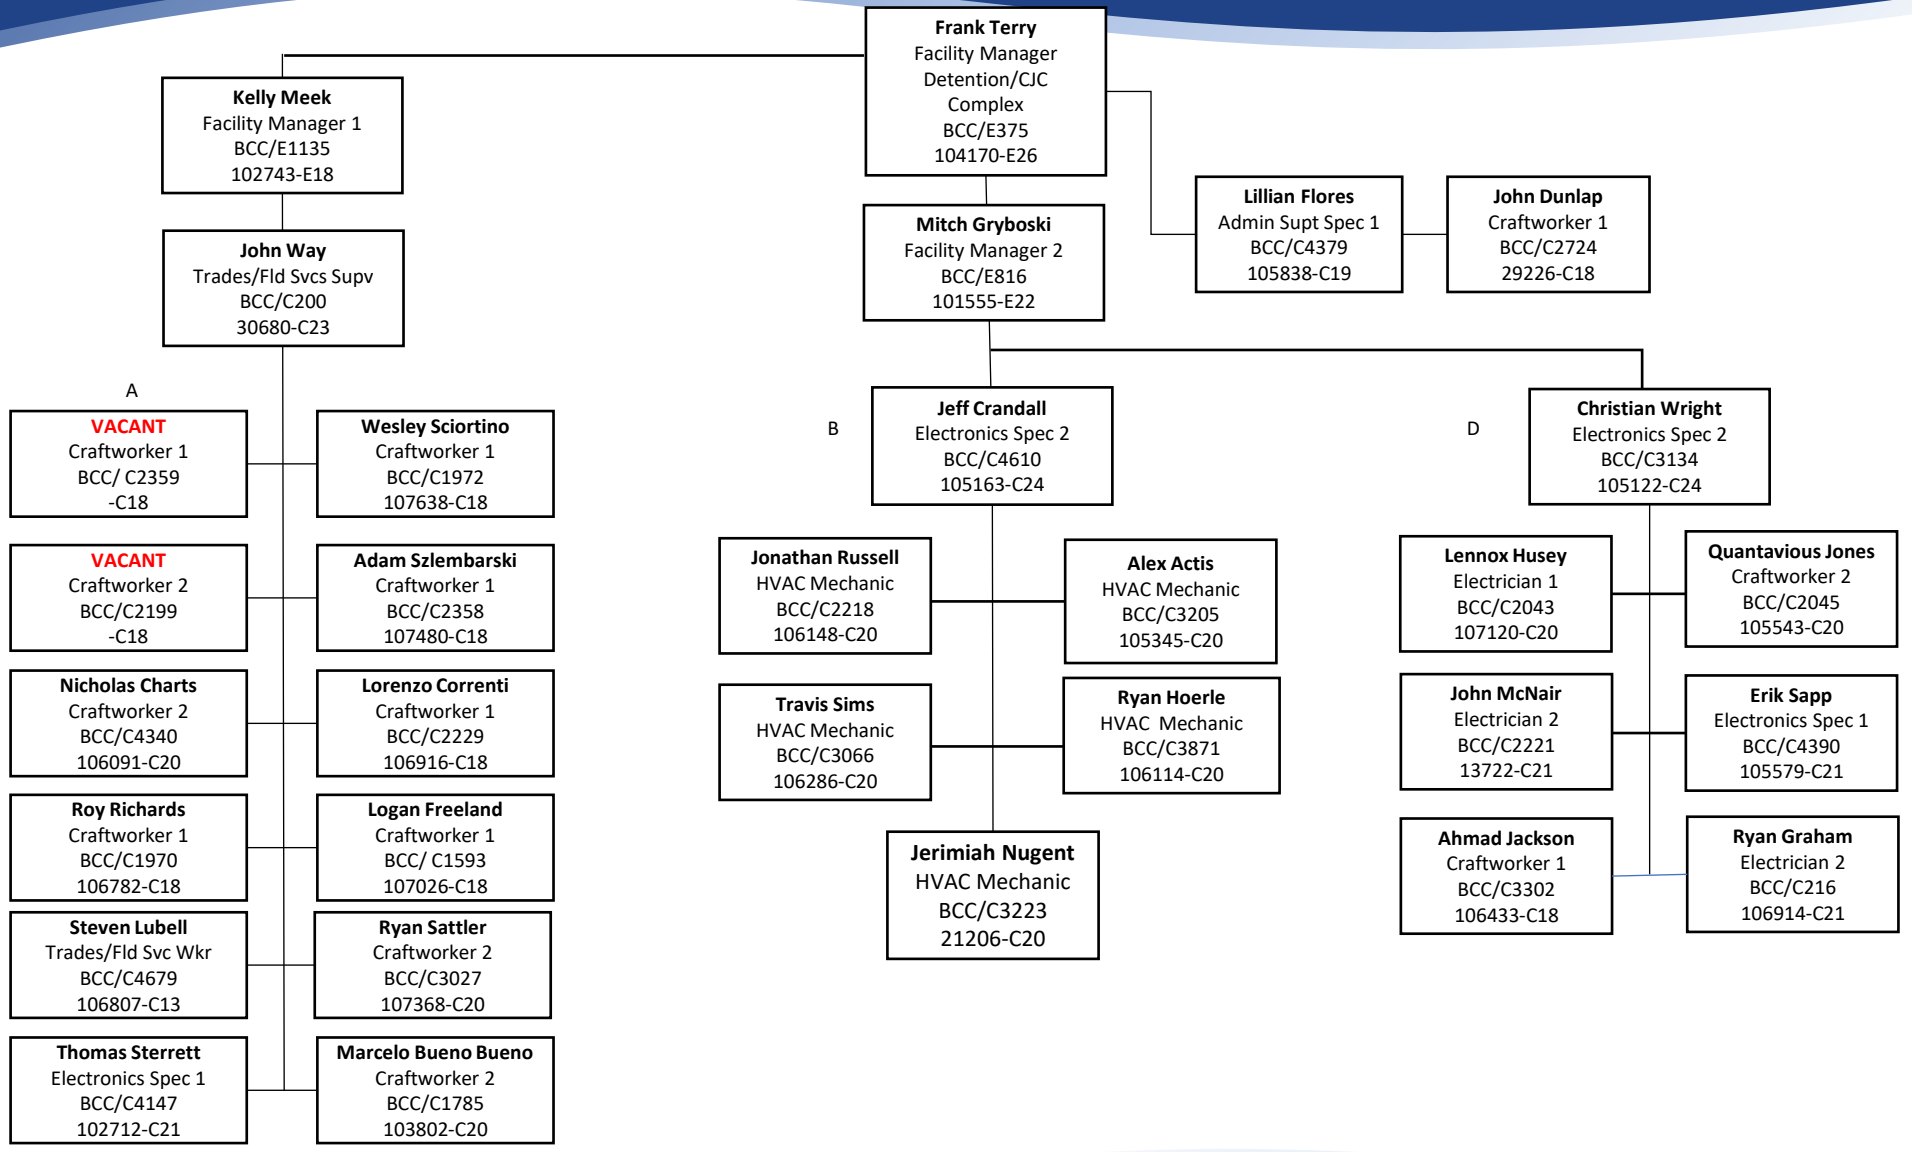 Frank Terry
Facility Manager
Detention/CJC
Complex
BCC/E375
104170-E26
Kelly Meek
Facility Manager 1
BCC/E1135
102743-E18
Lillian Flores
Admin Supt Spec 1
BCC/C4379
105838-C19
John Dunlap
Craftworker 1
BCC/C2724
29226-C18
Mitch Gryboski
Facility Manager 2
BCC/E816
101555-E22
John Way
Trades/Fld Svcs Supv
BCC/C200
30680-C23
A
VACANT
Craftworker 1
BCC/ C2359
-C18
Wesley Sciortino
Craftworker 1
BCC/C1972
107638-C18
VACANT
Craftworker 2
BCC/C2199
-C18
Adam Szlembarski
Craftworker 1
BCC/C2358
107480-C18
Nicholas Charts
Craftworker 2
BCC/C4340
106091-C20
Lorenzo Correnti
Craftworker 1
BCC/C2229
106916-C18
Roy Richards
Craftworker 1
BCC/C1970
106782-C18
Logan Freeland
Craftworker 1
BCC/ C1593
107026-C18
Steven Lubell
Trades/Fld Svc Wkr
BCC/C4679
106807-C13
Ryan Sattler
Craftworker 2
BCC/C3027
107368-C20
Thomas Sterrett
Electronics Spec 1
BCC/C4147
102712-C21
Marcelo Bueno Bueno
Craftworker 2
BCC/C1785
103802-C20
B
Jeff Crandall
Electronics Spec 2
BCC/C4610
105163-C24
Jonathan Russell
HVAC Mechanic
BCC/C2218
106148-C20
Alex Actis
HVAC Mechanic
BCC/C3205
105345-C20
Travis Sims
HVAC Mechanic
BCC/C3066
106286-C20
Ryan Hoerle
HVAC  Mechanic
BCC/C3871
106114-C20
Jerimiah Nugent
HVAC Mechanic
BCC/C3223
21206-C20
D
Christian Wright
Electronics Spec 2
BCC/C3134
105122-C24
Lennox Husey
Electrician 1
BCC/C2043
107120-C20
Quantavious Jones
Craftworker 2
BCC/C2045
105543-C20
John McNair
Electrician 2
BCC/C2221
13722-C21
Erik Sapp
Electronics Spec 1
BCC/C4390
105579-C21
Ahmad Jackson
Craftworker 1
BCC/C3302
106433-C18
Ryan Graham
Electrician 2
BCC/C216
106914-C21